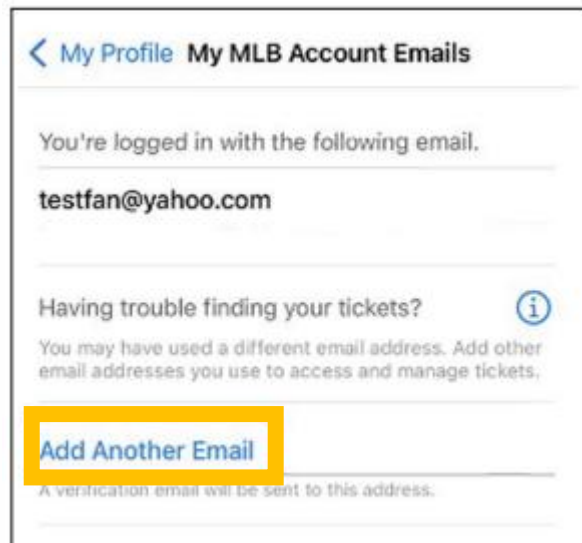 My Profile My MLB Account Emails
You're logged in with the following email.
testfan@yahoo.com
Having trouble finding your tickets?
You may have used a different email address. Add other
email addresses you use to access and manage tickets.
Add Another Email
A verification email will be sent to this address.